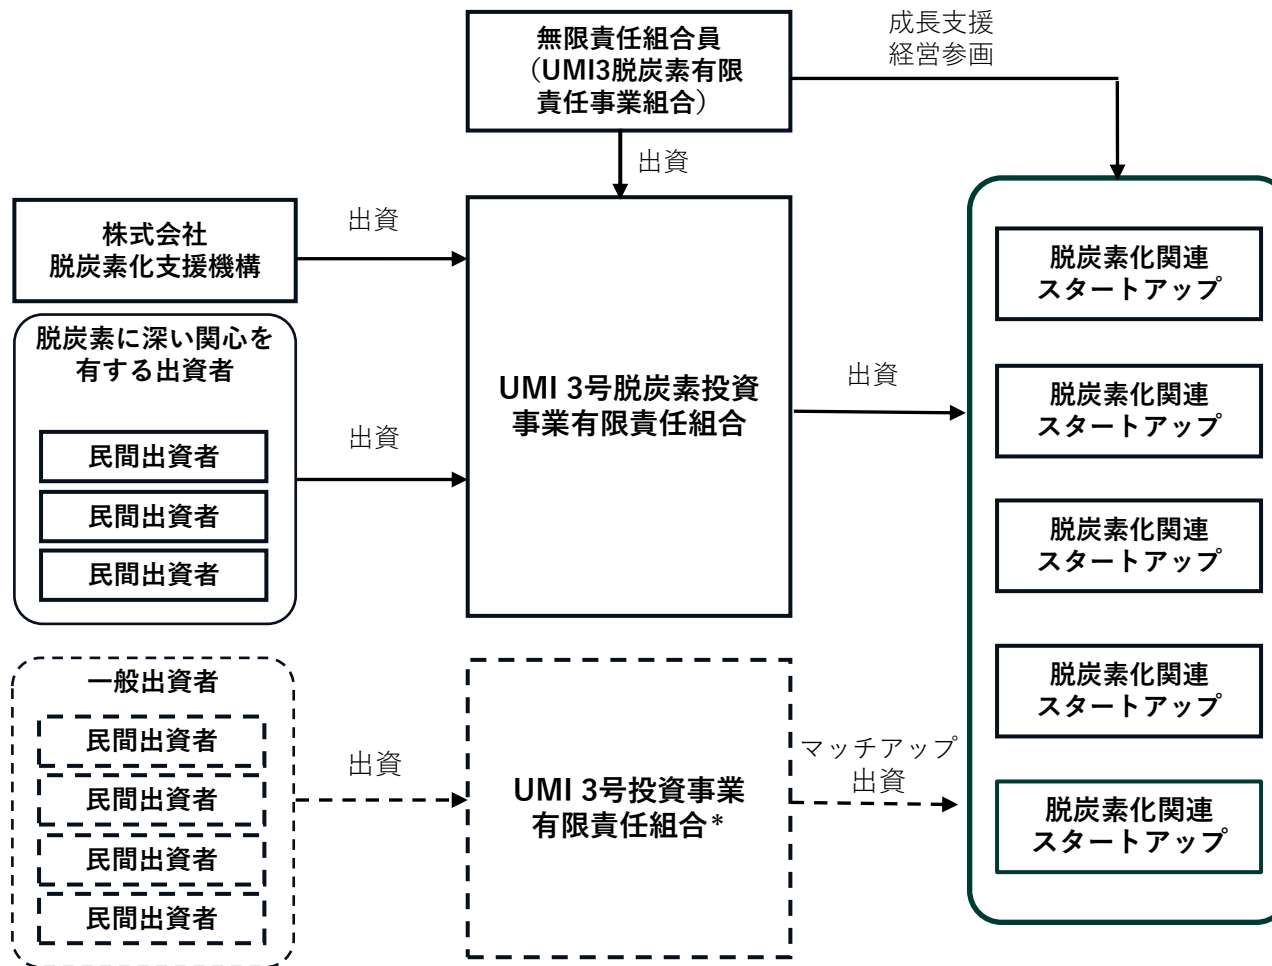 無限責任組合員
（UMI3脱炭素有限
責任事業組合）
成長支援
経営参画
出資
株式会社
脱炭素化支援機構
出資
脱炭素に深い関心を
有する出資者
民間出資者
民間出資者
民間出資者
出資
UMI 3号脱炭素投資
事業有限責任組合
出資
一般出資者
民間出資者
民間出資者
民間出資者
民間出資者
出資
UMI 3号投資事業
有限責任組合*
マッチアップ
出資
脱炭素化関連
スタートアップ
脱炭素化関連
スタートアップ
脱炭素化関連
スタートアップ
脱炭素化関連
スタートアップ
脱炭素化関連
スタートアップ